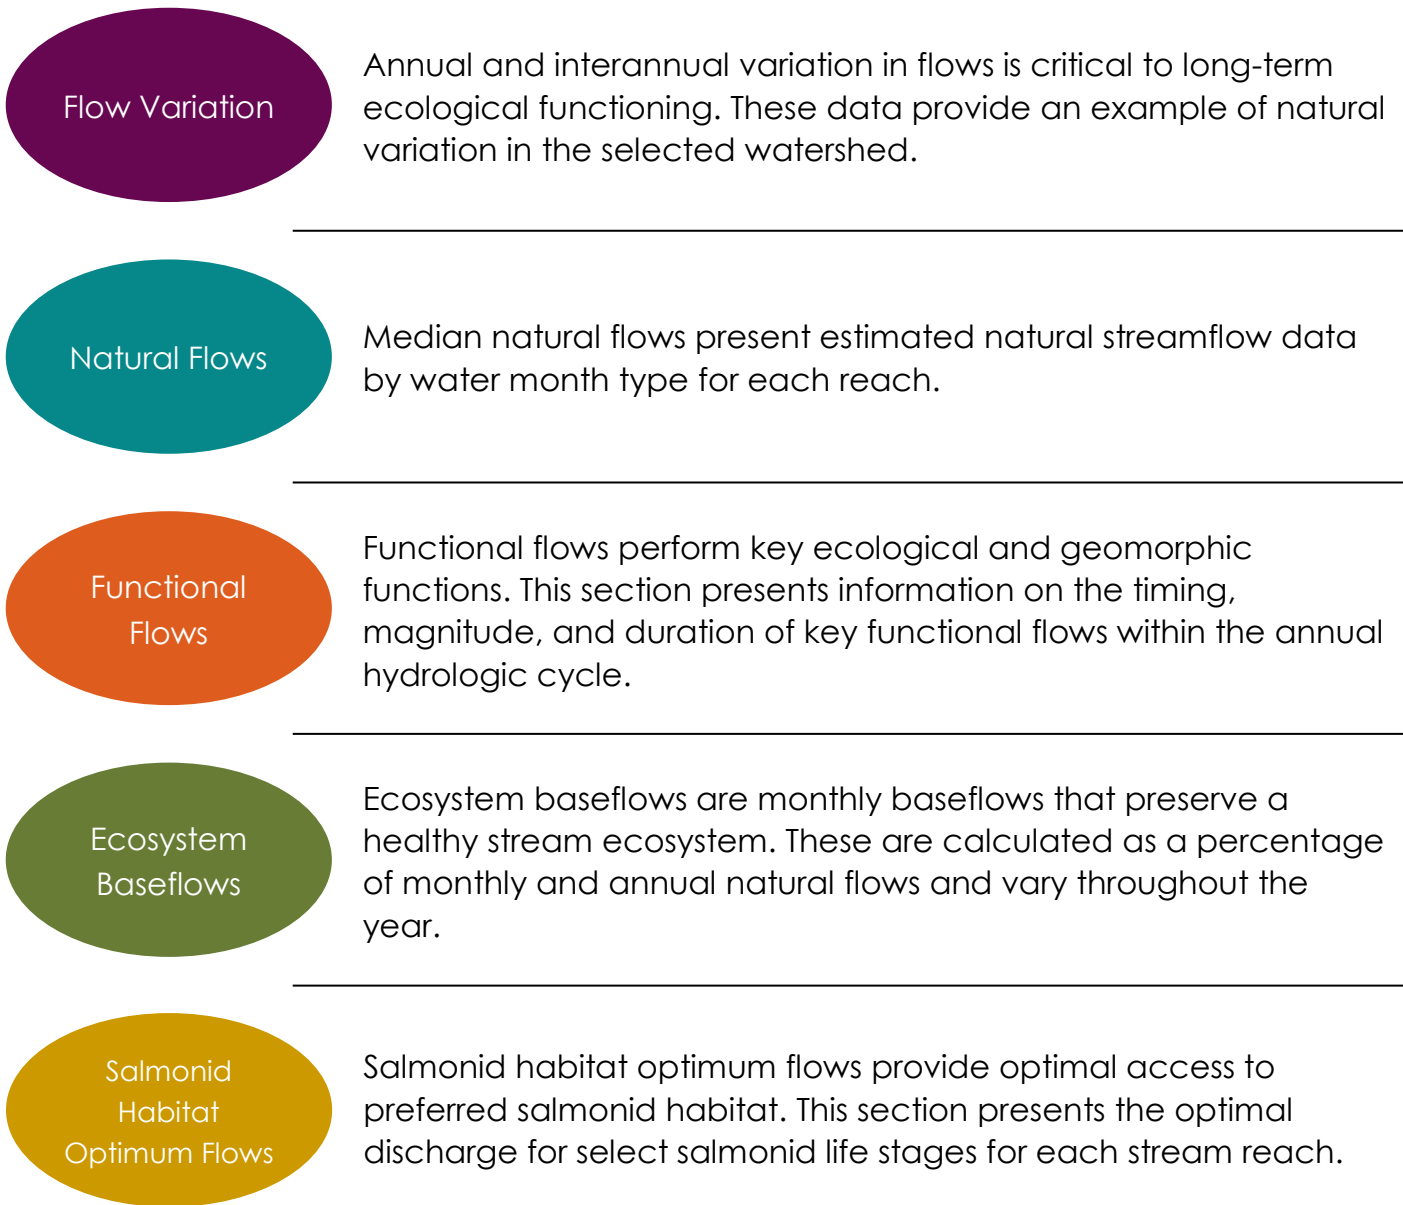 Flow Variation
Annual and interannual variation in flows is critical to long-term
ecological functioning. These data provide an example of natural
variation in the selected watershed.
Natural Flows
Median natural flows present estimated natural streamflow data
by water month type for each reach.
Functional
Flows
Functional flows perform key ecological and geomorphic
functions. This section presents information on the timing,
magnitude, and duration of key functional flows within the annual
hydrologic cycle.
Ecosystem
Baseflows
Ecosystem baseflows are monthly baseflows that preserve a
healthy stream ecosystem. These are calculated as a percentage
of monthly and annual natural flows and vary throughout the
year.
Salmonid
Habitat
Optimum Flows
Salmonid habitat optimum flows provide optimal access to
preferred salmonid habitat. This section presents the optimal
discharge for select salmonid life stages for each stream reach.